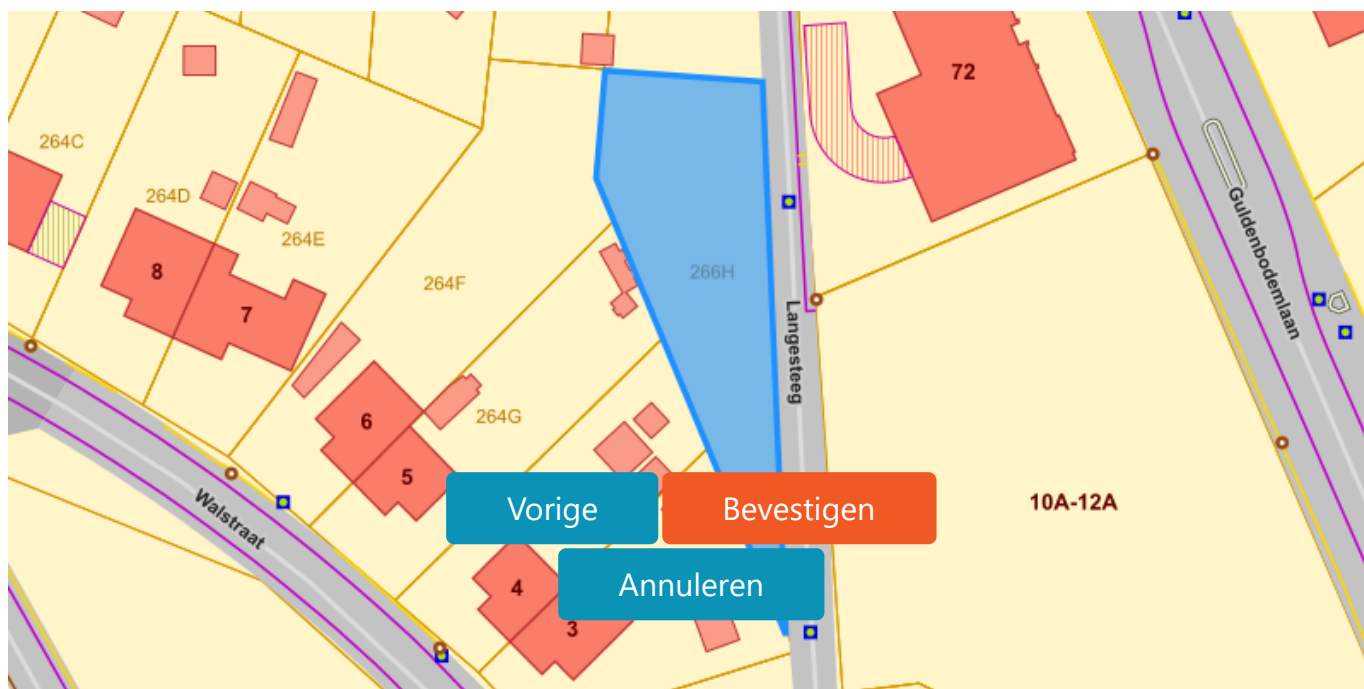 72
264C
264D
264E
8
7
264F
266H
Guldenbodemlaan
Langesteeg
6
264G
5
Walstraat
Vorige
Bevestigen
10A-12A
Annuleren
4
3